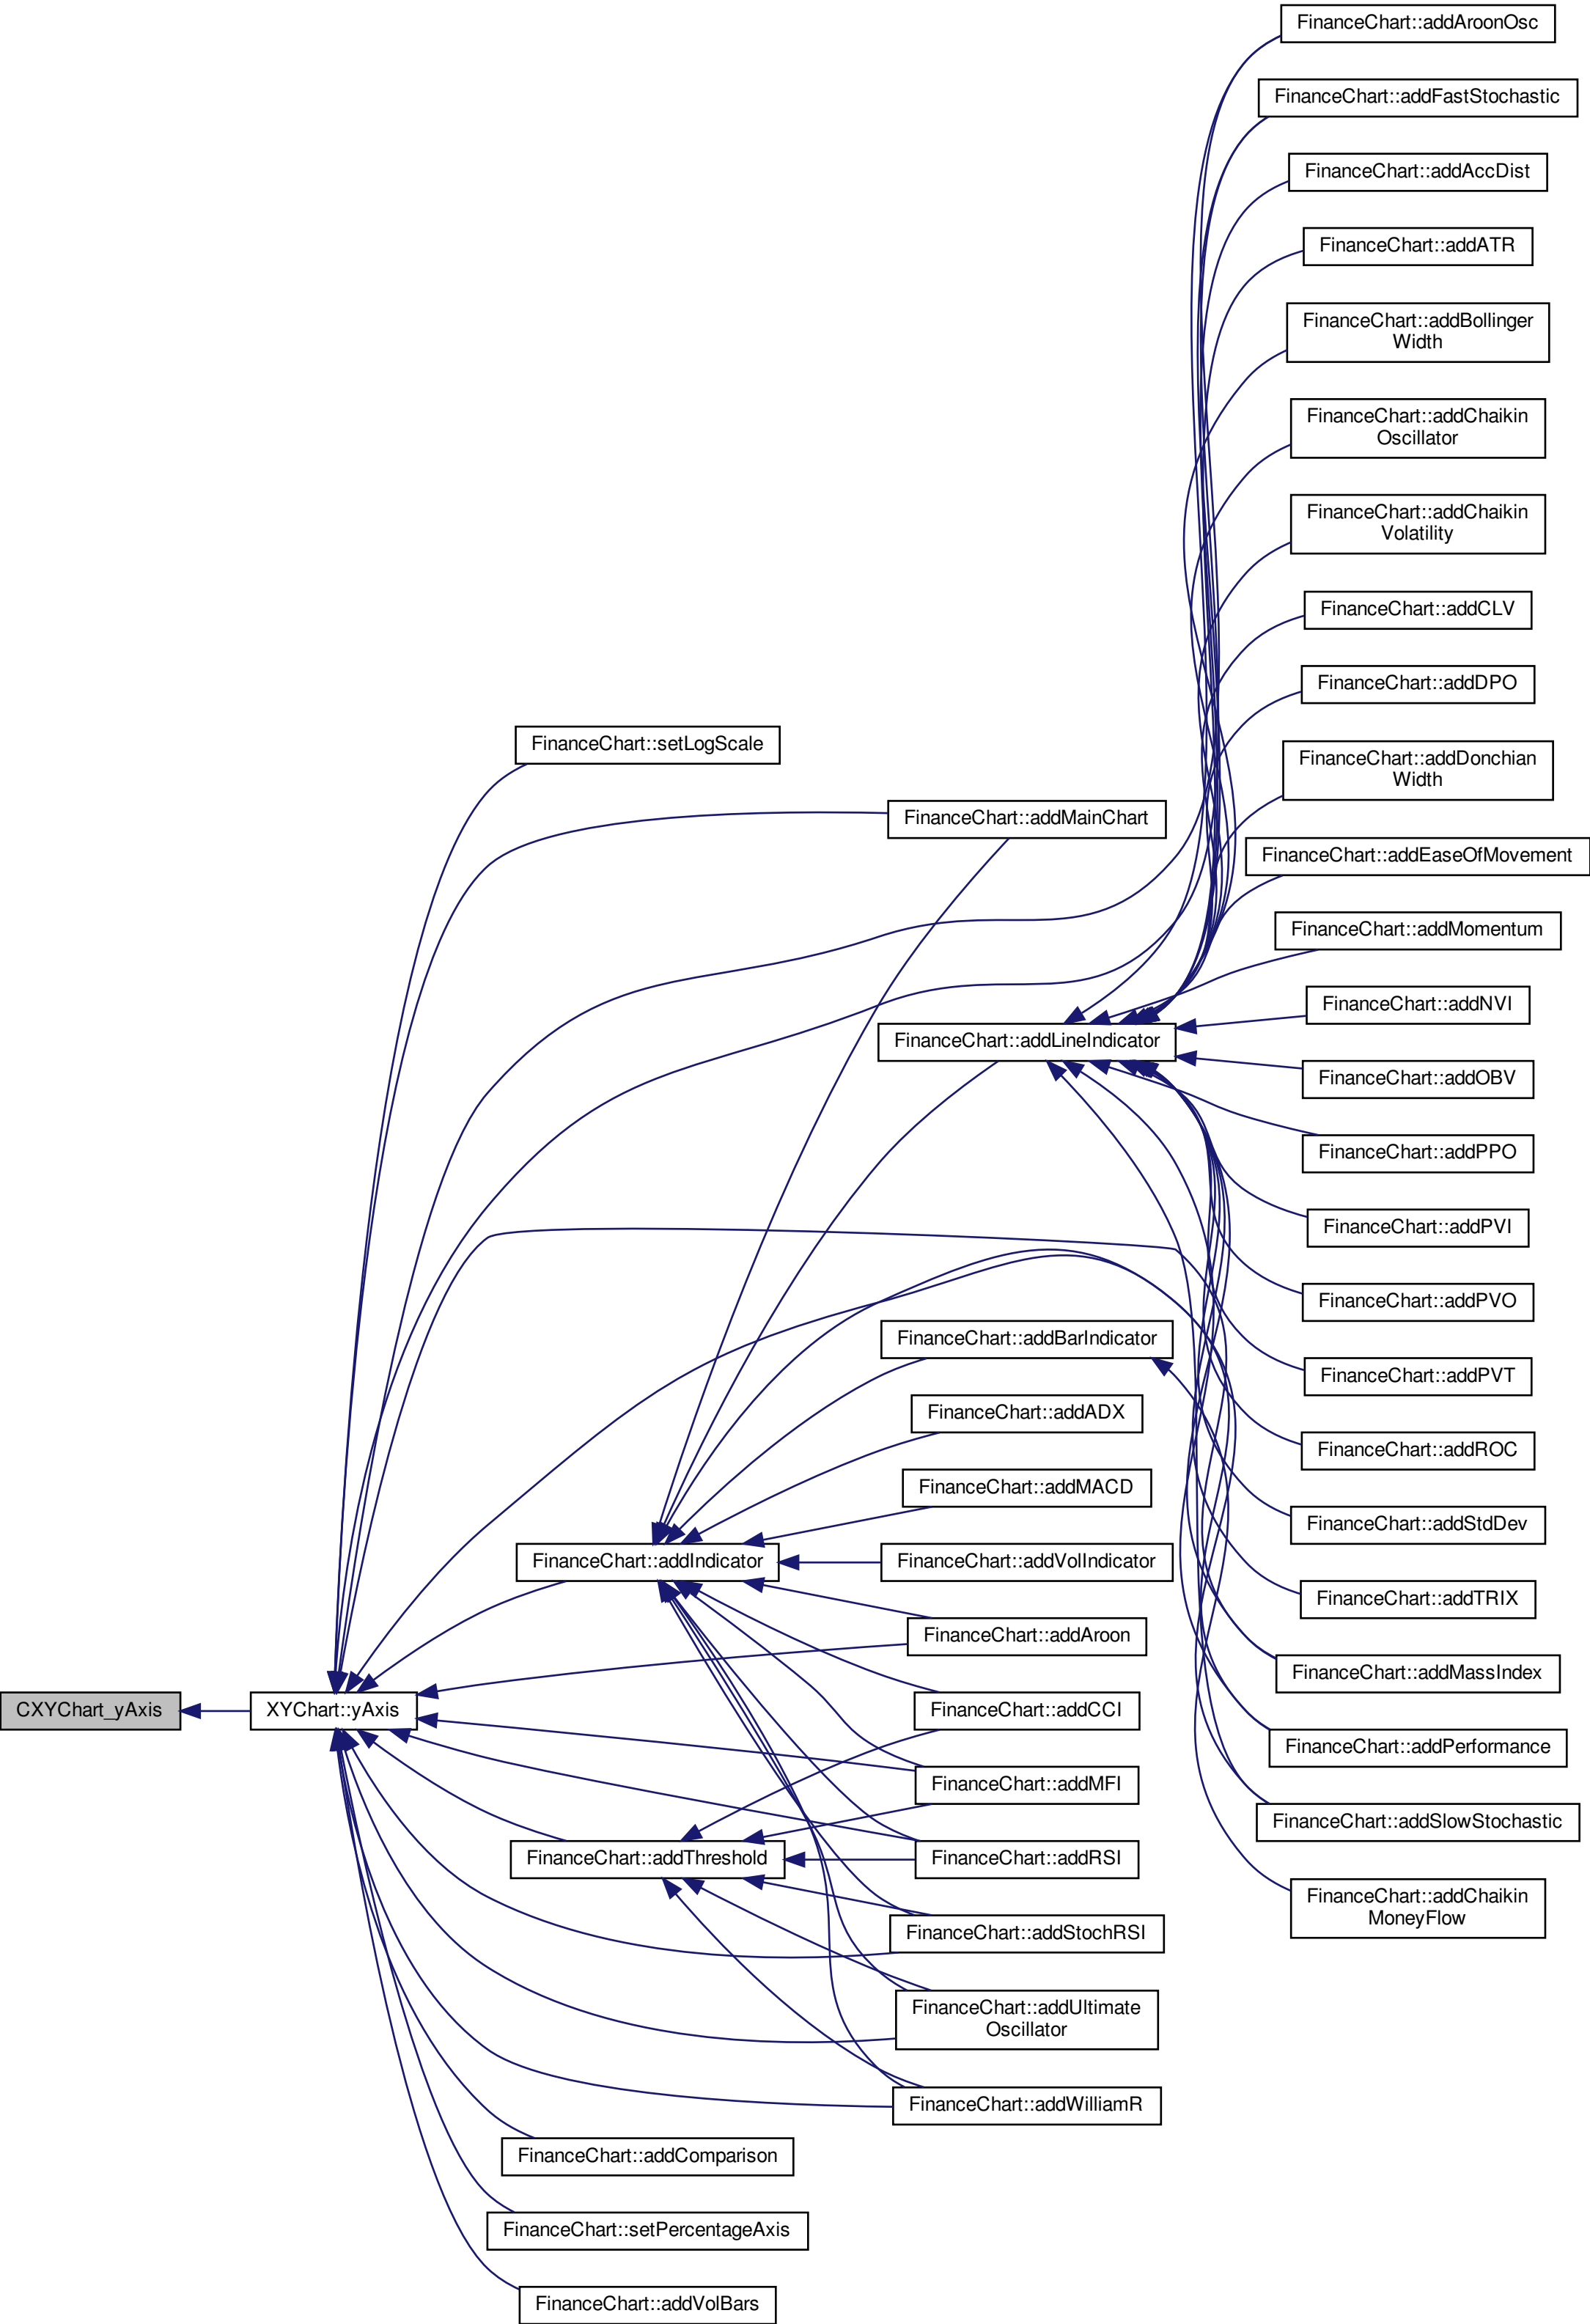 FinanceChart::addAroonOsc
FinanceChart::addFastStochastic
FinanceChart::addAccDist
FinanceChart::addATR
FinanceChart::addBollinger
Width
FinanceChart::addChaikin
Oscillator
FinanceChart::addChaikin
Volatility
FinanceChart::addCLV
FinanceChart::addDPO
FinanceChart::addDonchian
Width
FinanceChart::addEaseOfMovement
FinanceChart::addMomentum
FinanceChart::addNVI
FinanceChart::addOBV
FinanceChart::addPPO
FinanceChart::addPVI
FinanceChart::addPVO
FinanceChart::addPVT
FinanceChart::addROC
FinanceChart::addStdDev
FinanceChart::addTRIX
FinanceChart::addMassIndex
FinanceChart::addPerformance
FinanceChart::addSlowStochastic
FinanceChart::addChaikin
MoneyFlow
FinanceChart::setLogScale
FinanceChart::addMainChart
FinanceChart::addLineIndicator
FinanceChart::addBarIndicator
FinanceChart::addADX
FinanceChart::addMACD
FinanceChart::addIndicator
FinanceChart::addVolIndicator
FinanceChart::addAroon
CXYChart_yAxis
XYChart::yAxis
FinanceChart::addCCI
FinanceChart::addMFI
FinanceChart::addThreshold
FinanceChart::addRSI
FinanceChart::addStochRSI
FinanceChart::addUltimate
Oscillator
FinanceChart::addWilliamR
FinanceChart::addComparison
FinanceChart::setPercentageAxis
FinanceChart::addVolBars